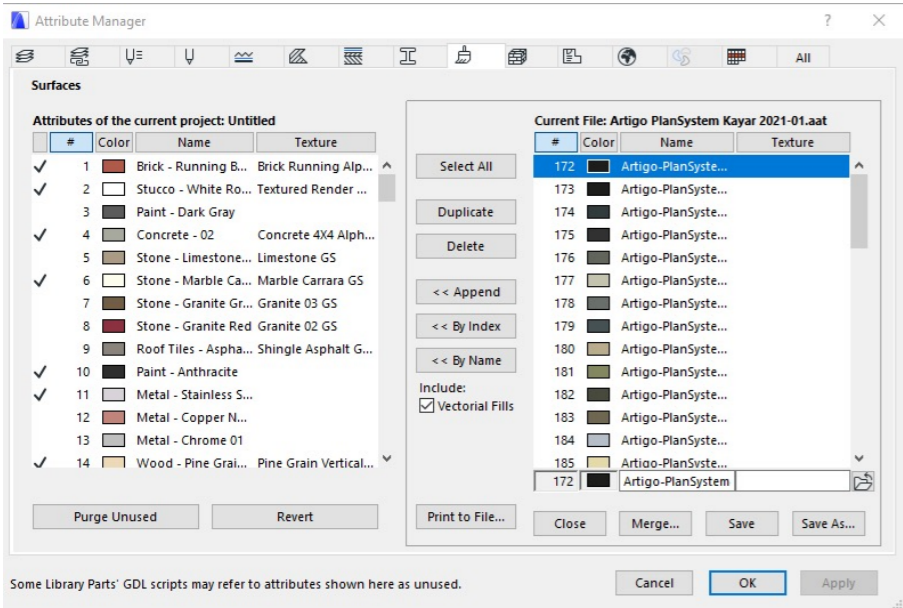 Attribute Manager
?
All
Surfaces
Attributes of the current project: Untitled
# Color Name Texture
1 Brick - Running B... Brick Running Alp...
2 Stucco - White Ro... Textured Render ...
3 Paint - Dark Gray
4 Concrete - 02 Concrete 4X4 Alph...
5 Stone - Limestone... Limestone GS
6 Stone - Marble Ca... Marble Carrara GS
7 Stone - Granite Gr... Granite 03 GS
8 Stone - Granite Red Granite 02 GS
9 Roof Tiles - Aspha... Shingle Asphalt G...
10 Paint - Anthracite
11 Metal - Stainless S...
12 Metal - Copper N...
13 Metal - Chrome 01
14 Wood - Pine Grai... Pine Grain Vertical...
Purge Unused
Revert
Select All
Duplicate
Delete
<< Append
<< By Index
<< By Name
Include:
Vectorial Fills
Print to File...
Current File: Artigo PlanSystem Kayar 2021-01.aat
# Color Name Texture
172 Artigo-PlanSyste...
173 Artigo-PlanSyste...
174 Artigo-PlanSyste...
175 Artigo-PlanSyste...
176 Artigo-PlanSyste...
177 Artigo-PlanSyste...
178 Artigo-PlanSyste...
179 Artigo-PlanSyste...
180 Artigo-PlanSyste...
181 Artigo-PlanSyste...
182 Artigo-PlanSyste...
183 Artigo-PlanSyste...
184 Artigo-PlanSyste...
185 Artigo-PlanSyste...
172 Artigo-PlanSystem
Close
Merge...
Save
Save As...
Some Library Parts' GDL scripts may refer to attributes shown here as unused.
Cancel
OK
Apply